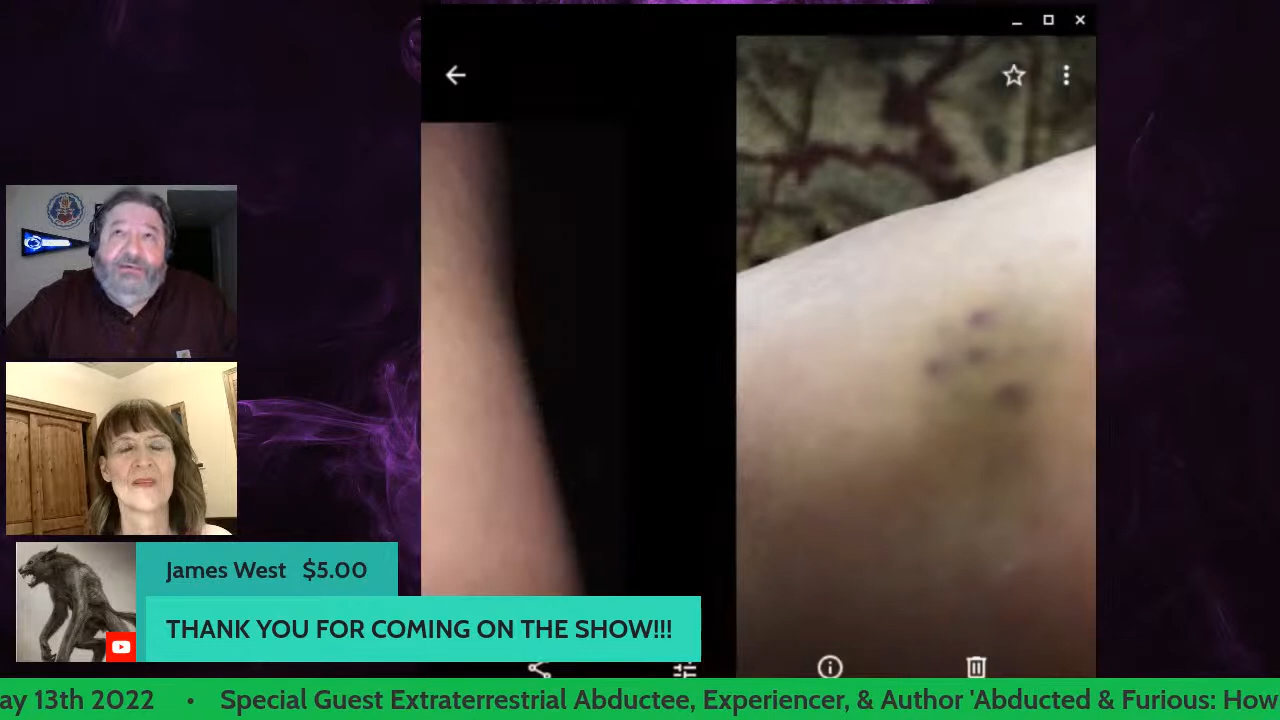 James West $5.00
THANK YOU FOR COMING ON THE SHOW!!!
ay 13th 2022 • Special Guest Extraterrestrial Abductee, Experiencer, & Author 'Abducted & Furious: How